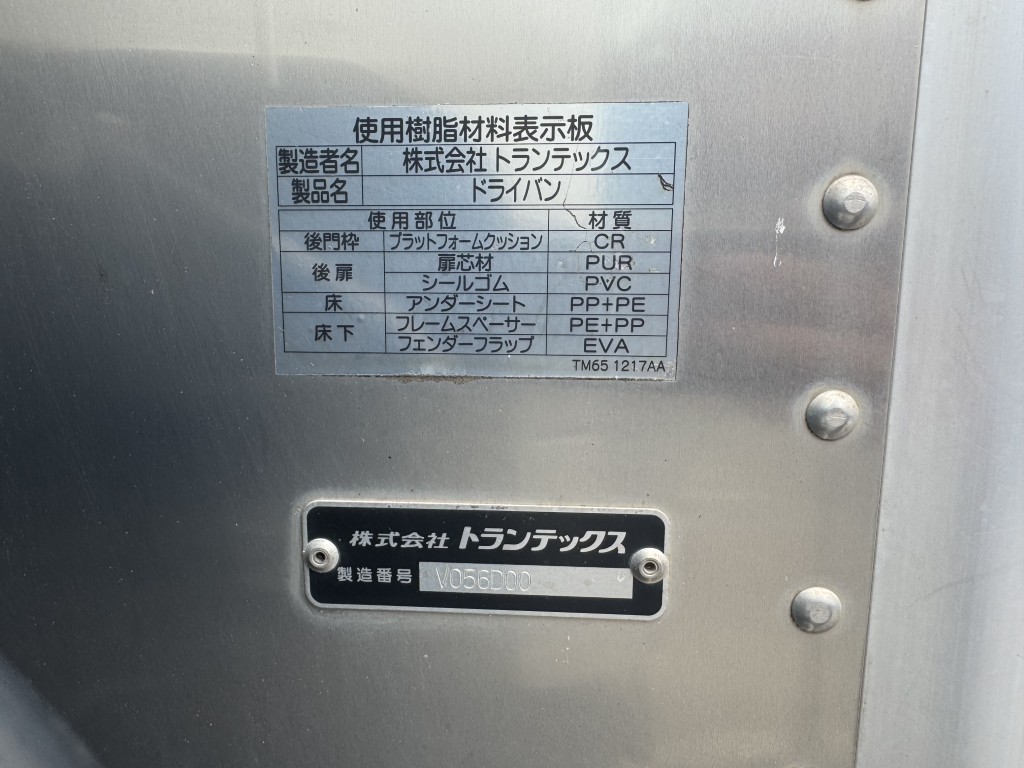 使用樹脂材料表示板
製造者名 株式会社 トランテックス
製品名 ドライバン
使用部位 材質
後門枠 プラットフォームクッション CR
後扉 扉芯材 PUR
シールゴム PVC
床 アンダーシート PP+PE
床下 フレームスペーサー PE+PP
フェンダーフラップ EVA
TM65 1217AA
株式会社 トランテックス
製造番号 V056D00